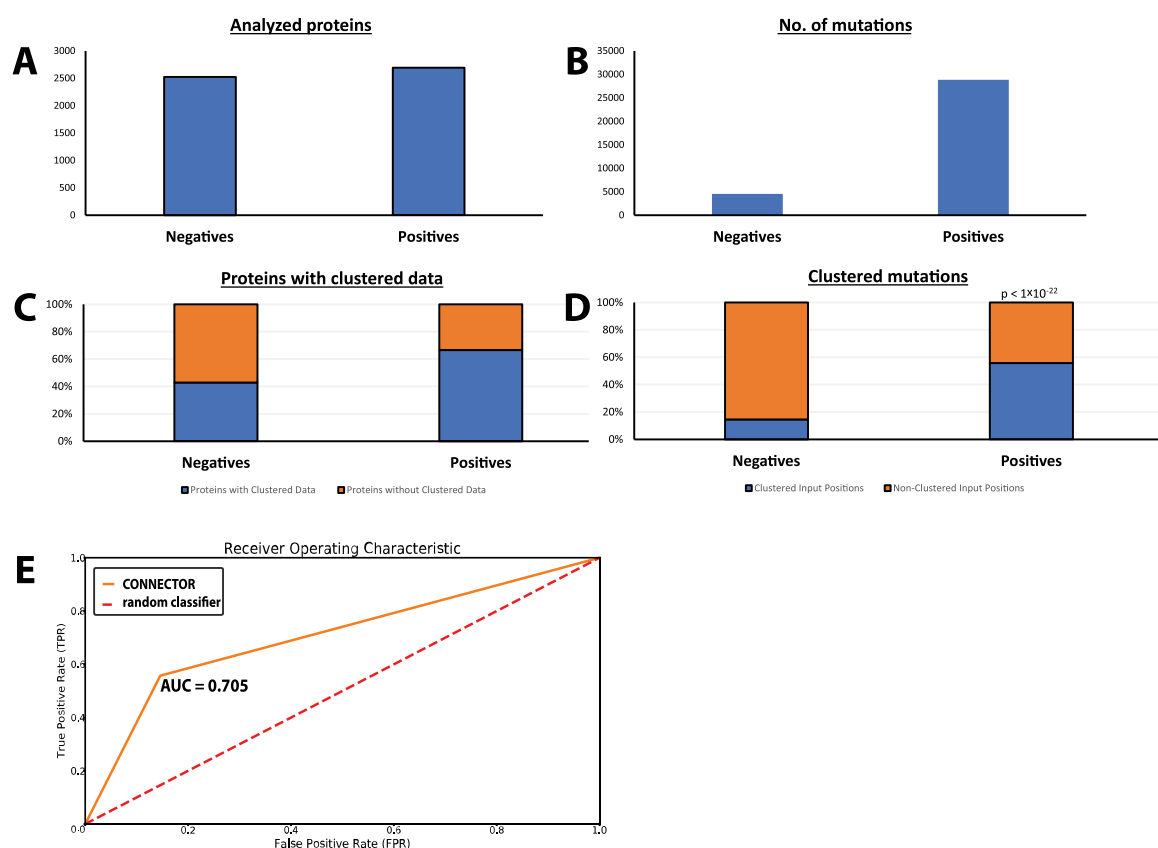 Analyzed proteins
A
3000
2500
2000
1500
1000
500
0
Negatives
Positives
No. of mutations
B
35000
30000
25000
20000
15000
10000
5000
0
Negatives
Positives
Proteins with clustered data
C
100%
80%
60%
40%
20%
0%
Negatives
Positives
Proteins with Clustered Data
Proteins without Clustered Data
Clustered mutations
D
p < 1×10⁻²²
100%
80%
60%
40%
20%
0%
Negatives
Positives
Clustered Input Positions
Non-Clustered Input Positions
E
Receiver Operating Characteristic
CONNECTOR
random classifier
AUC = 0.705
True Positive Rate (TPR)
1.0
0.8
0.6
0.4
0.2
0.0
0.2
0.4
0.6
0.8
1.0
False Positive Rate (FPR)